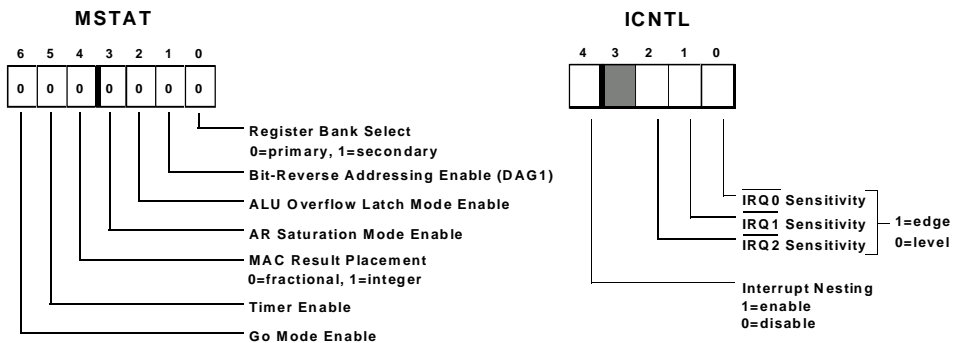 MSTAT
6 5 4 3 2 1 0
0 0 0 0 0 0 0
Register Bank Select
0=primary, 1=secondary
Bit-Reverse Addressing Enable (DAG1)
ALU Overflow Latch Mode Enable
AR Saturation Mode Enable
MAC Result Placement
0=fractional, 1=integer
Timer Enable
Go Mode Enable
ICNTL
4 3 2 1 0
IRQ0 Sensitivity
IRQ1 Sensitivity
IRQ2 Sensitivity
1=edge
0=level
Interrupt Nesting
1=enable
0=disable